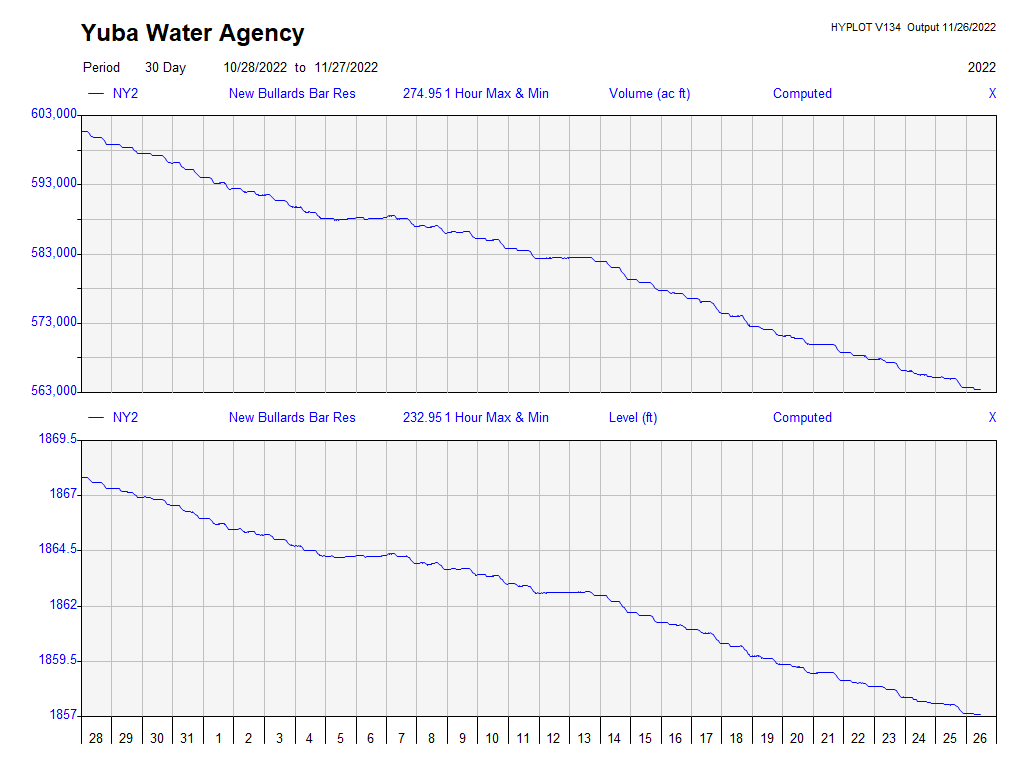 Yuba Water Agency
HYPLOT V134 Output 11/26/2022
Period 30 Day 10/28/2022 to 11/27/2022 2022
NY2 New Bullards Bar Res 274.95 1 Hour Max & Min Volume (ac ft) Computed X
603,000
593,000
583,000
573,000
563,000
NY2 New Bullards Bar Res 232.95 1 Hour Max & Min Level (ft) Computed X
1869.5
1867
1864.5
1862
1859.5
1857
28 29 30 31 1 2 3 4 5 6 7 8 9 10 11 12 13 14 15 16 17 18 19 20 21 22 23 24 25 26